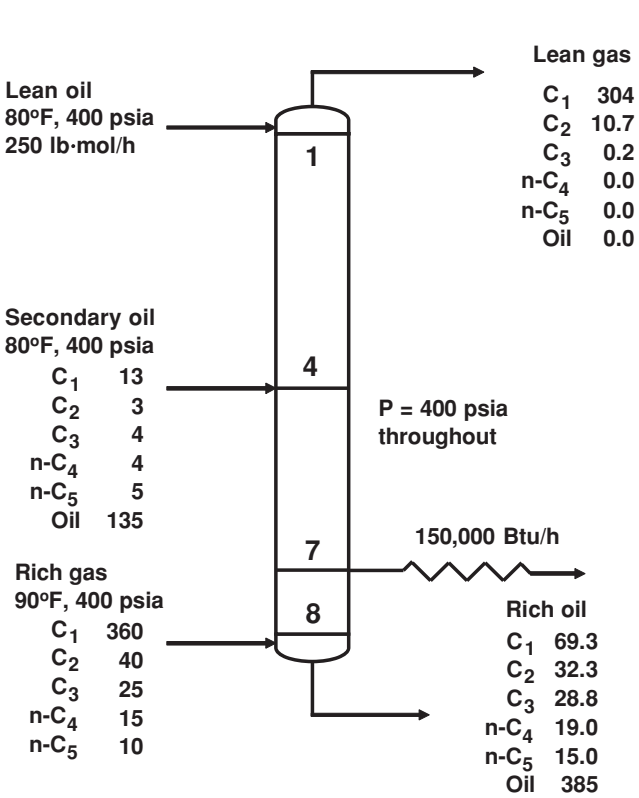 Lean oil
80ºF, 400 psia
250 lb·mol/h
Lean gas
C1 304
C2 10.7
C3 0.2
n-C4 0.0
n-C5 0.0
Oil 0.0
1
Secondary oil
80ºF, 400 psia
C1 13
C2 3
C3 4
n-C4 4
n-C5 5
Oil 135
4
P = 400 psia
throughout
7
150,000 Btu/h
Rich gas
90ºF, 400 psia
C1 360
C2 40
C3 25
n-C4 15
n-C5 10
8
Rich oil
C1 69.3
C2 32.3
C3 28.8
n-C4 19.0
n-C5 15.0
Oil 385